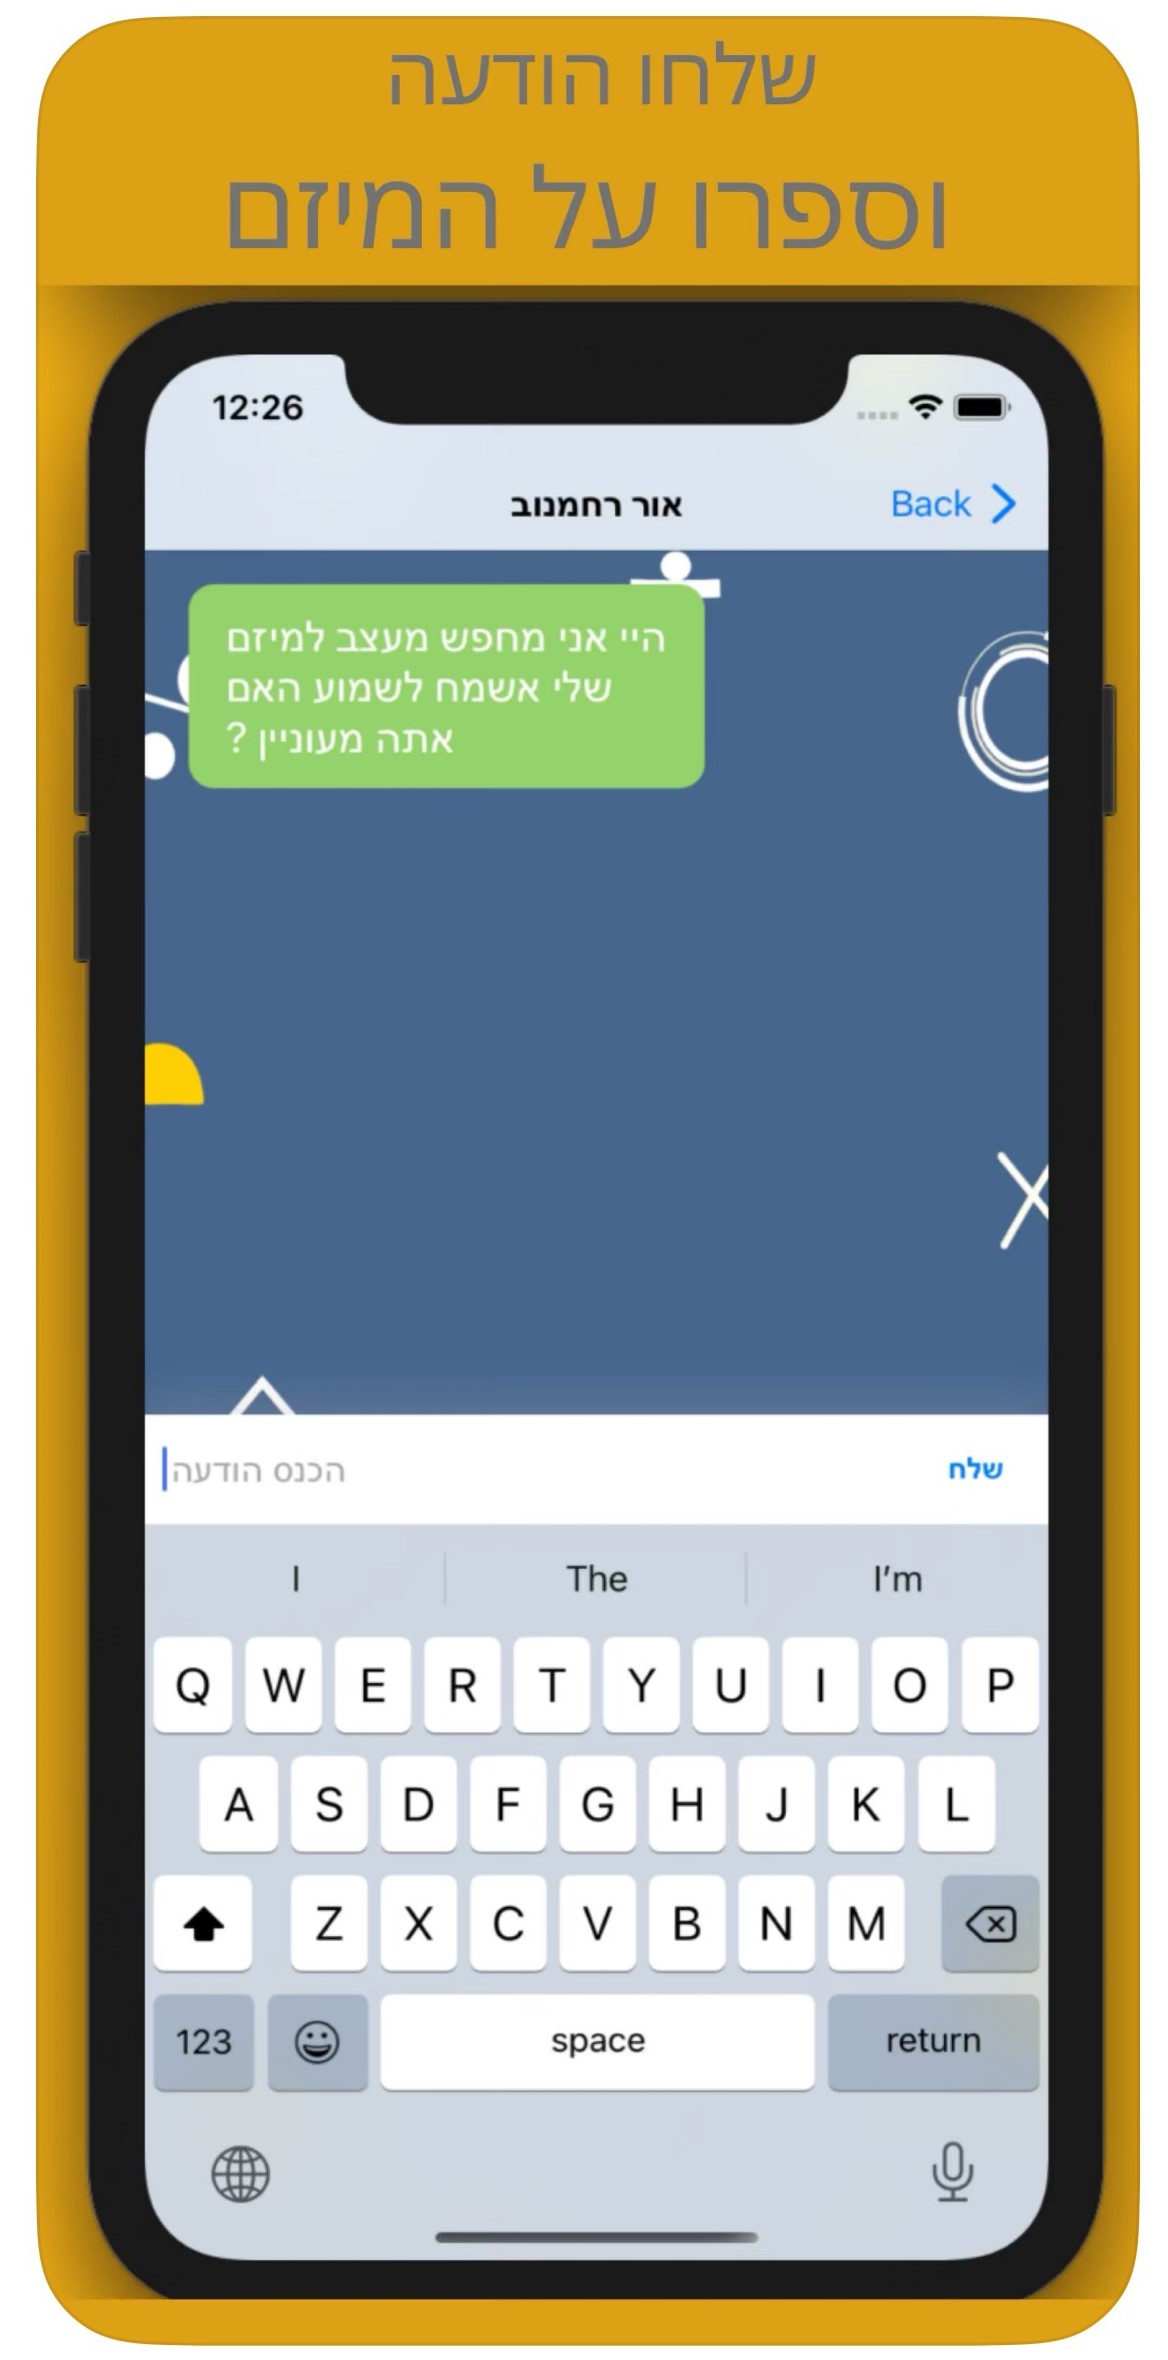 שלחו הודעה
וספרו על המיזם
12:26
אור רחמנוב
Back
היי אני מחפש מעצב למיזם
שלי אשמח לשמוע האם
אתה מעוניין ?
הכנס הודעה
שלח
I The I'm
Q W E R T Y U I O P
A S D F G H J K L
Z X C V B N M
123 space return